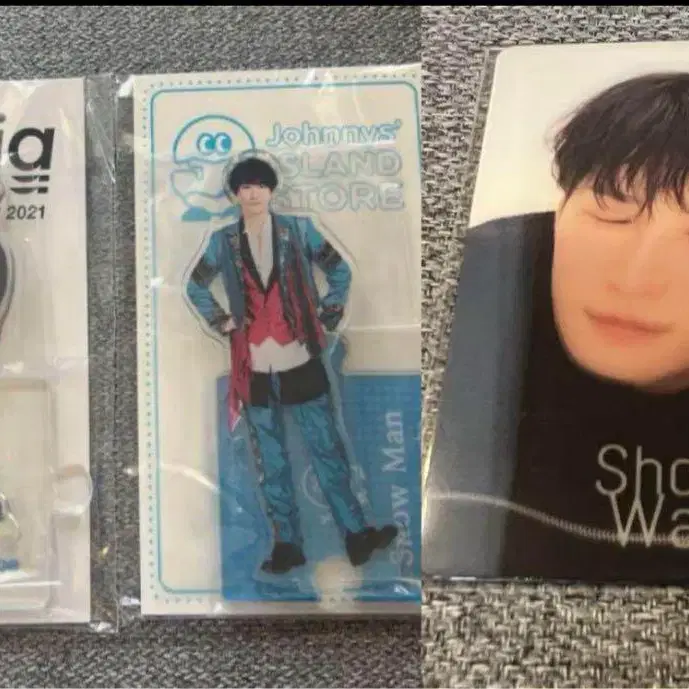 ia
2021
Johnnys'
ISLAND
STORE
Snow Man
Sho
Wa